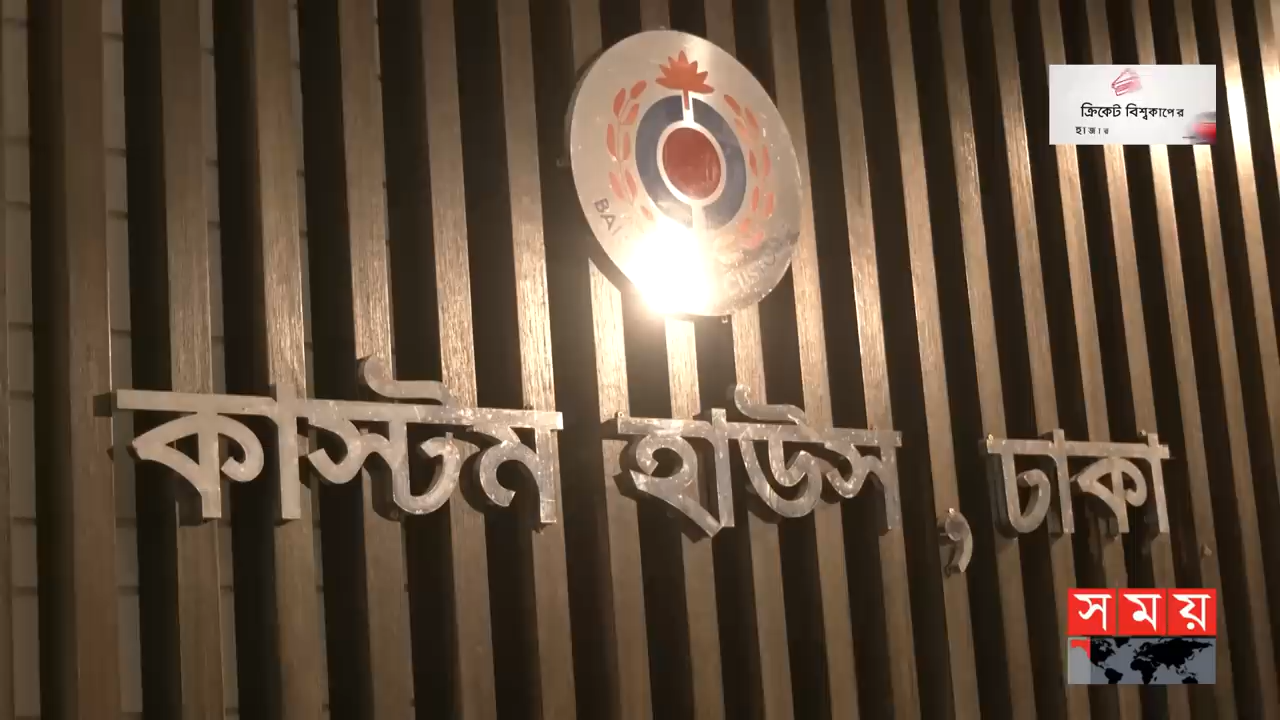 ক্রিকেট বিশ্বকাপের
কাস্টম হাউস, ঢাকা
সময়